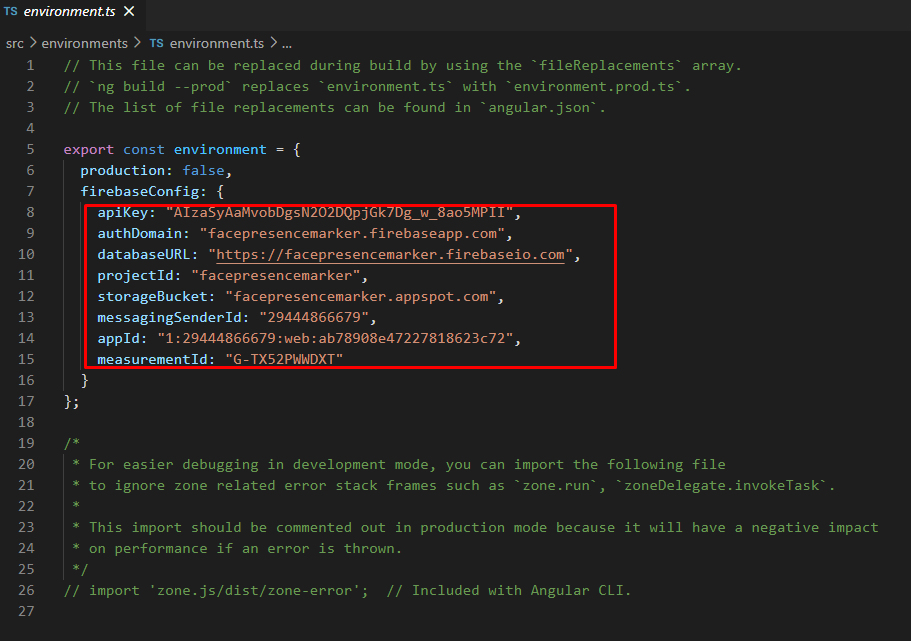 TS environment.ts ×
src > environments > TS environment.ts > ...
1 // This file can be replaced during build by using the `fileReplacements` array.
2 // `ng build --prod` replaces `environment.ts` with `environment.prod.ts`.
3 // The list of file replacements can be found in `angular.json`.
4
5 export const environment = {
6 production: false,
7 firebaseConfig: {
8 apiKey: "AIzaSyAaMvobDgsN2O2DQpjGk7Dg_w_8ao5MPII",
9 authDomain: "facepresencemarker.firebaseapp.com",
10 databaseURL: "https://facepresencemarker.firebaseio.com",
11 projectId: "facepresencemarker",
12 storageBucket: "facepresencemarker.appspot.com",
13 messagingSenderId: "29444866679",
14 appId: "1:29444866679:web:ab78908e47227818623c72",
15 measurementId: "G-TX52PWWDXT"
16 }
17 };
18
19 /*
20 * For easier debugging in development mode, you can import the following file
21 * to ignore zone related error stack frames such as `zone.run`, `zoneDelegate.invokeTask`.
22 *
23 * This import should be commented out in production mode because it will have a negative impact
24 * on performance if an error is thrown.
25 */
26 // import 'zone.js/dist/zone-error';  // Included with Angular CLI.
27